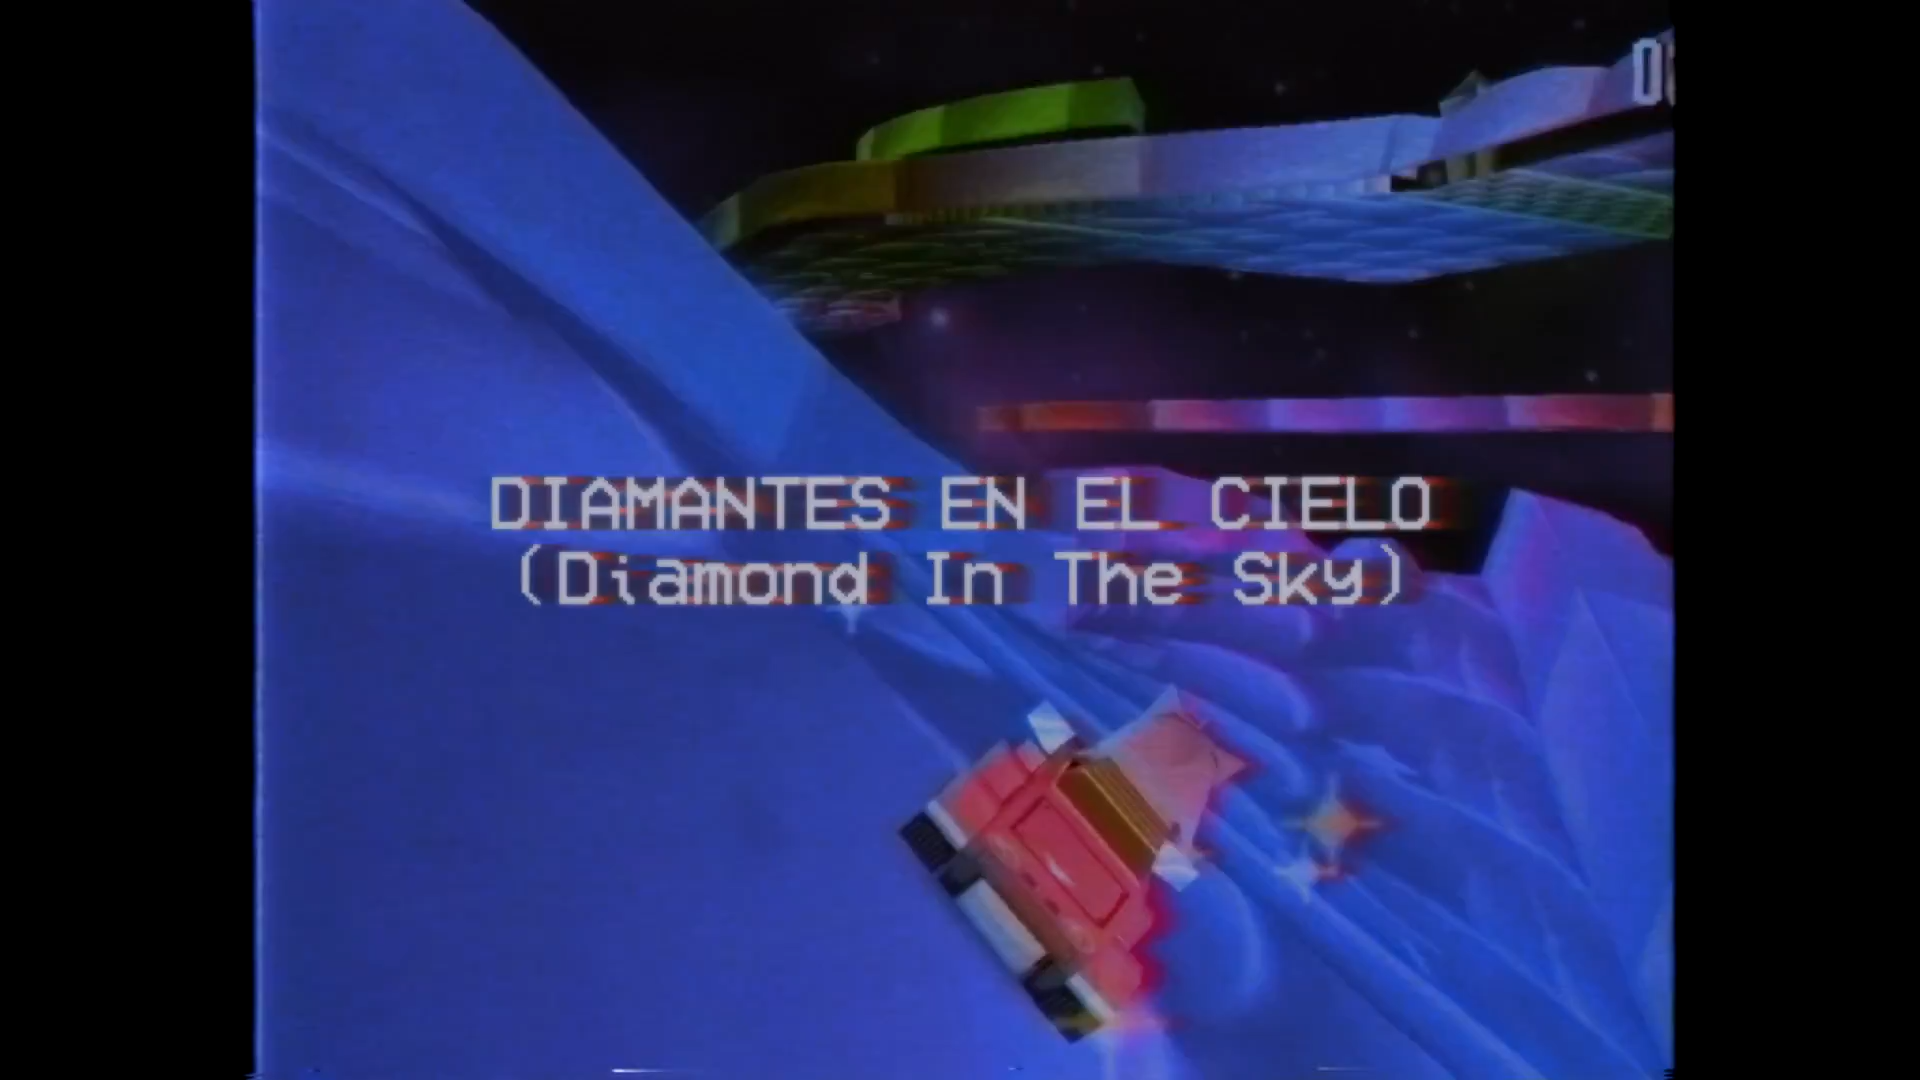 DIAMANTES EN EL CIELO
(Diamond In The Sky)